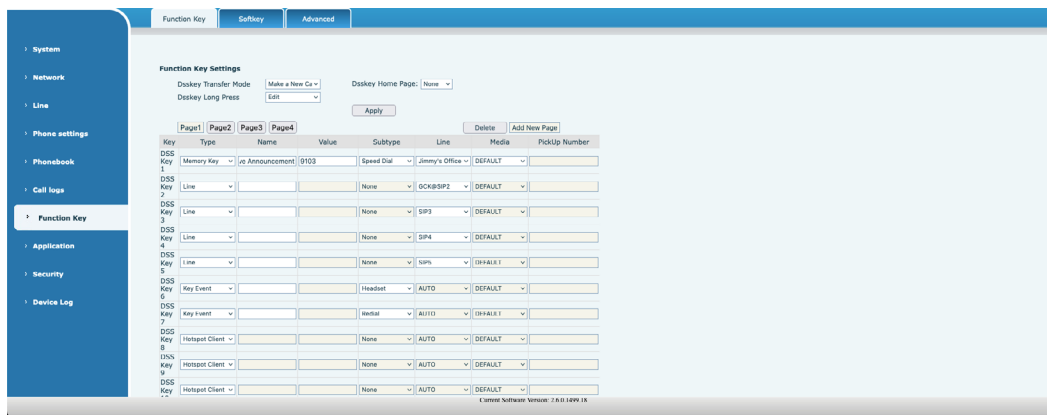 Function Key Softkey Advanced
System
Network
Line
Phone settings
Phonebook
Call logs
Function Key
Application
Security
Device Log
Function Key Settings
Dsskey Transfer Mode Make a New Ca Dsskey Home Page: None
Dsskey Long Press Edit
Apply
Page1 Page2 Page3 Page4 Delete Add New Page
Key Type Name Value Subtype Line Media PickUp Number
DSS Key 1 Memory Key ve Announcement 9103 Speed Dial Jimmy's Office DEFAULT
DSS Key 2 Line None GCK@SIP2 DEFAULT
DSS Key 3 Line None SIP3 DEFAULT
DSS Key 4 Line None SIP4 DEFAULT
DSS Key 5 Line None SIP5 DEFAULT
DSS Key 6 Key Event Headset AUTO DEFAULT
DSS Key 7 Key Event Redial AUTO DEFAULT
DSS Key 8 Hotspot Client None AUTO DEFAULT
DSS Key 9 Hotspot Client None AUTO DEFAULT
DSS Key Hotspot Client None AUTO DEFAULT
Current Software Version: 2.6.0.1499.18